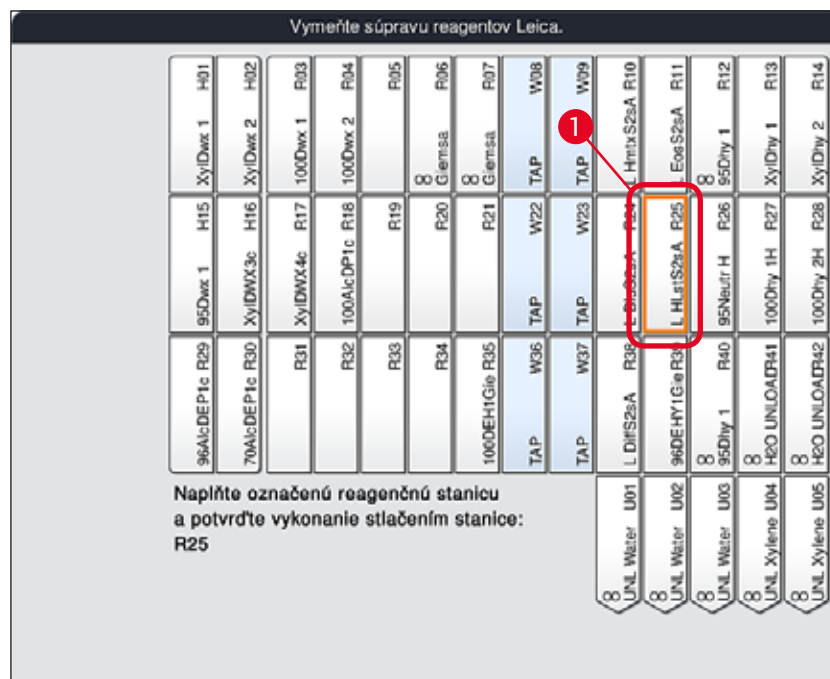 Vymeňte súpravu reagentov Leica.
1
XylDwx 1 H01
XylDwx 2 H02
100Dwx 1 R03
100Dwx 2 R04
R05
∞ Giemsa R06
∞ Giemsa R07
TAP W08
TAP W09
L HmtxS2sA R10
L EosS2sA R11
∞ 95Dhy 1 R12
XylDhy 1 R13
XylDhy 2 R14
95Dwx 1 H15
XylDWX3c H16
XylDWX4c R17
100AlcDP1c R18
R19
R20
R21
TAP W22
TAP W23
L BluS2sA R24
L HLstS2sA R25
95Neutr H R26
100Dhy 1H R27
100Dhy 2H R28
96AlcDEP1c R29
70AlcDEP1c R30
R31
R32
R33
R34
100DEH1Gie R35
TAP W36
TAP W37
L DiffS2sA R38
96DEHY1Gie R39
∞ 95Dhy 1 R40
∞ H2O UNLOAD R41
∞ H2O UNLOAD R42
Naplňte označenú reagenčnú stanicu
a potvrďte vykonanie stlačením stanice:
R25
∞ UNL Water U01
∞ UNL Water U02
∞ UNL Water U03
∞ UNL Xylene U04
∞ UNL Xylene U05